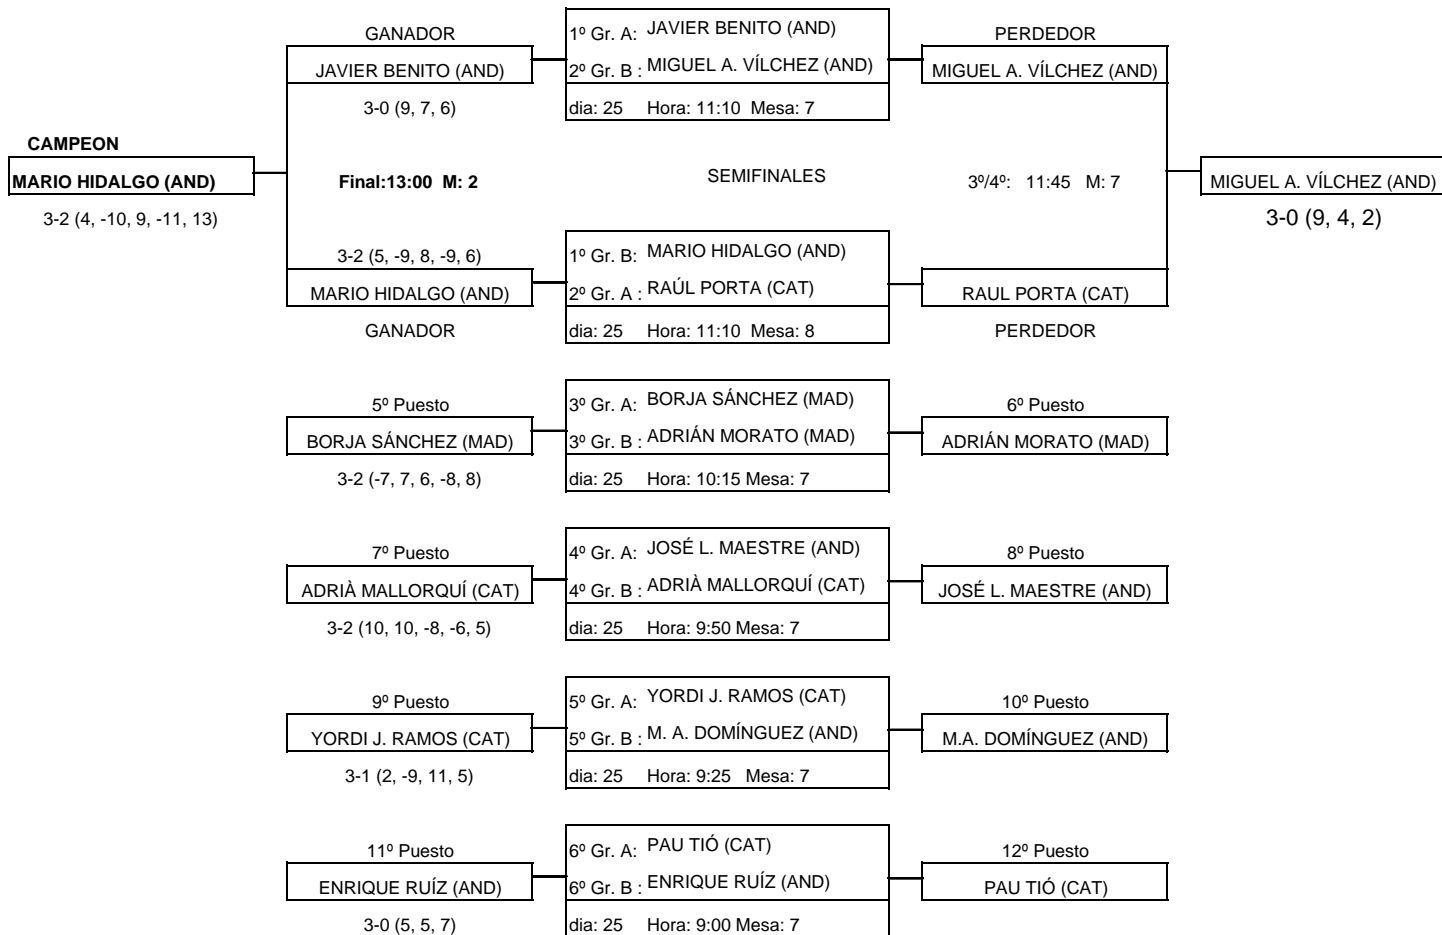 GANADOR
1º Gr. A: JAVIER BENITO (AND)
PERDEDOR
JAVIER BENITO (AND)
2º Gr. B : MIGUEL A. VÍLCHEZ (AND)
MIGUEL A. VÍLCHEZ (AND)
3-0 (9, 7, 6)
dia: 25 Hora: 11:10 Mesa: 7
CAMPEON
MARIO HIDALGO (AND)
Final:13:00 M: 2
SEMIFINALES
3º/4º: 11:45 M: 7
MIGUEL A. VÍLCHEZ (AND)
3-2 (4, -10, 9, -11, 13)
3-0 (9, 4, 2)
3-2 (5, -9, 8, -9, 6)
1º Gr. B: MARIO HIDALGO (AND)
MARIO HIDALGO (AND)
2º Gr. A : RAÚL PORTA (CAT)
RAUL PORTA (CAT)
GANADOR
dia: 25 Hora: 11:10 Mesa: 8
PERDEDOR
5º Puesto
3º Gr. A: BORJA SÁNCHEZ (MAD)
6º Puesto
BORJA SÁNCHEZ (MAD)
3º Gr. B : ADRIÁN MORATO (MAD)
ADRIÁN MORATO (MAD)
3-2 (-7, 7, 6, -8, 8)
dia: 25 Hora: 10:15 Mesa: 7
7º Puesto
4º Gr. A: JOSÉ L. MAESTRE (AND)
8º Puesto
ADRIÀ MALLORQUÍ (CAT)
4º Gr. B : ADRIÀ MALLORQUÍ (CAT)
JOSÉ L. MAESTRE (AND)
3-2 (10, 10, -8, -6, 5)
dia: 25 Hora: 9:50 Mesa: 7
9º Puesto
5º Gr. A: YORDI J. RAMOS (CAT)
10º Puesto
YORDI J. RAMOS (CAT)
5º Gr. B : M. A. DOMÍNGUEZ (AND)
M.A. DOMÍNGUEZ (AND)
3-1 (2, -9, 11, 5)
dia: 25 Hora: 9:25 Mesa: 7
11º Puesto
6º Gr. A: PAU TIÓ (CAT)
12º Puesto
ENRIQUE RUÍZ (AND)
6º Gr. B : ENRIQUE RUÍZ (AND)
PAU TIÓ (CAT)
3-0 (5, 5, 7)
dia: 25 Hora: 9:00 Mesa: 7